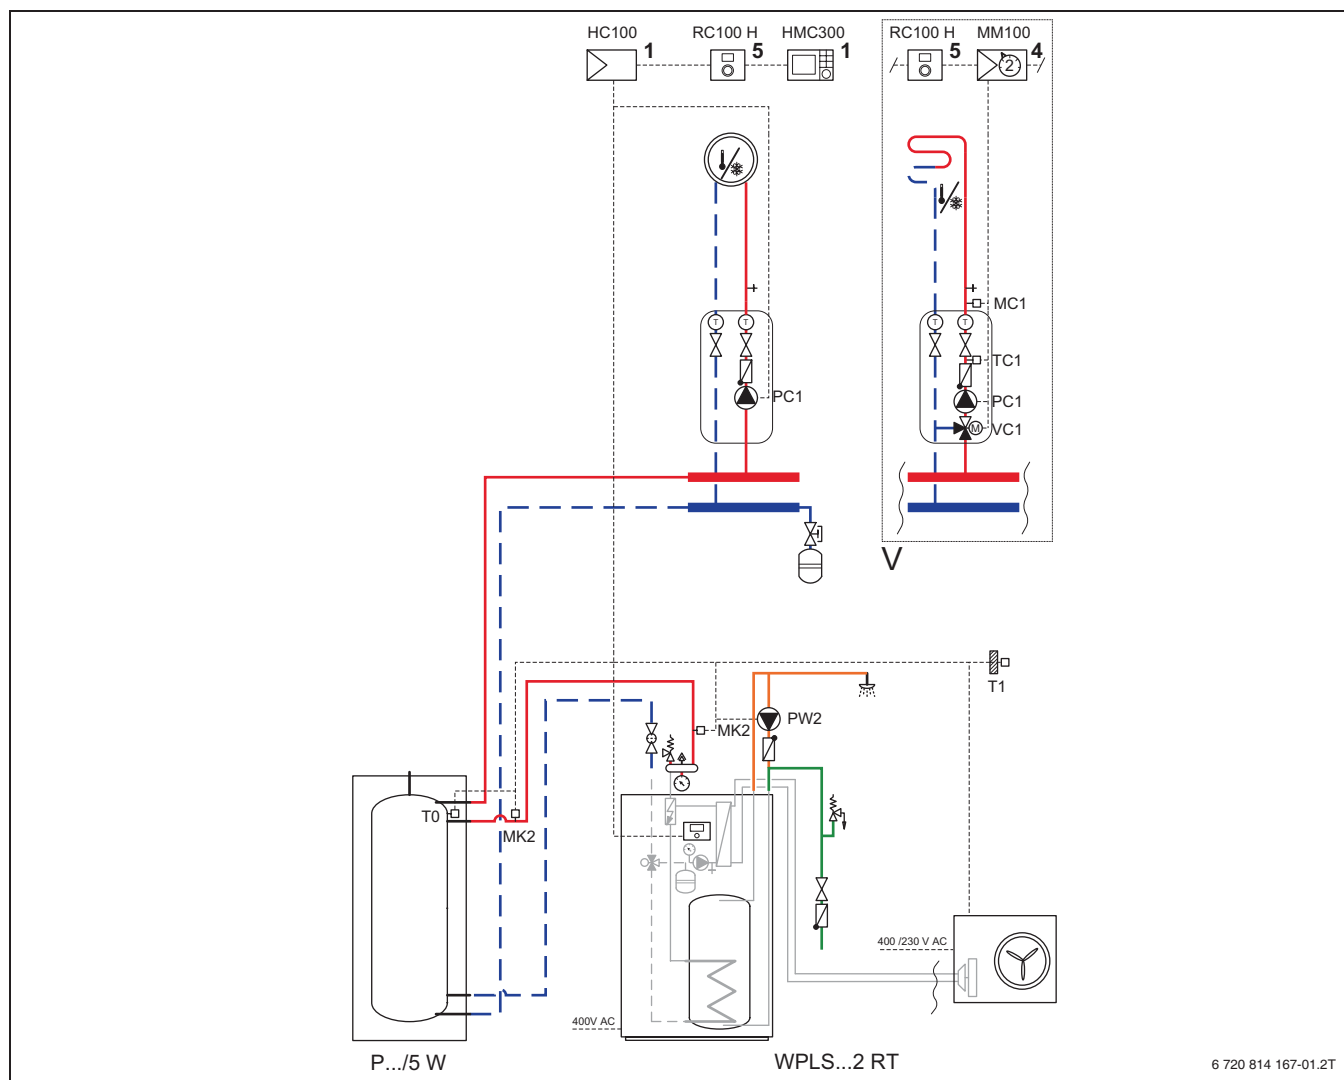 HC100 1 RC100 H 5 HMC300 1 RC100 H 5 MM100 4
2
T T T T
MC1
TC1
PC1 PC1
M VC1
V
T1
MK2 PW2
T0 MK2
400 /230 V AC
400V AC
P.../5 W WPLS...2 RT 6 720 814 167-01.2T